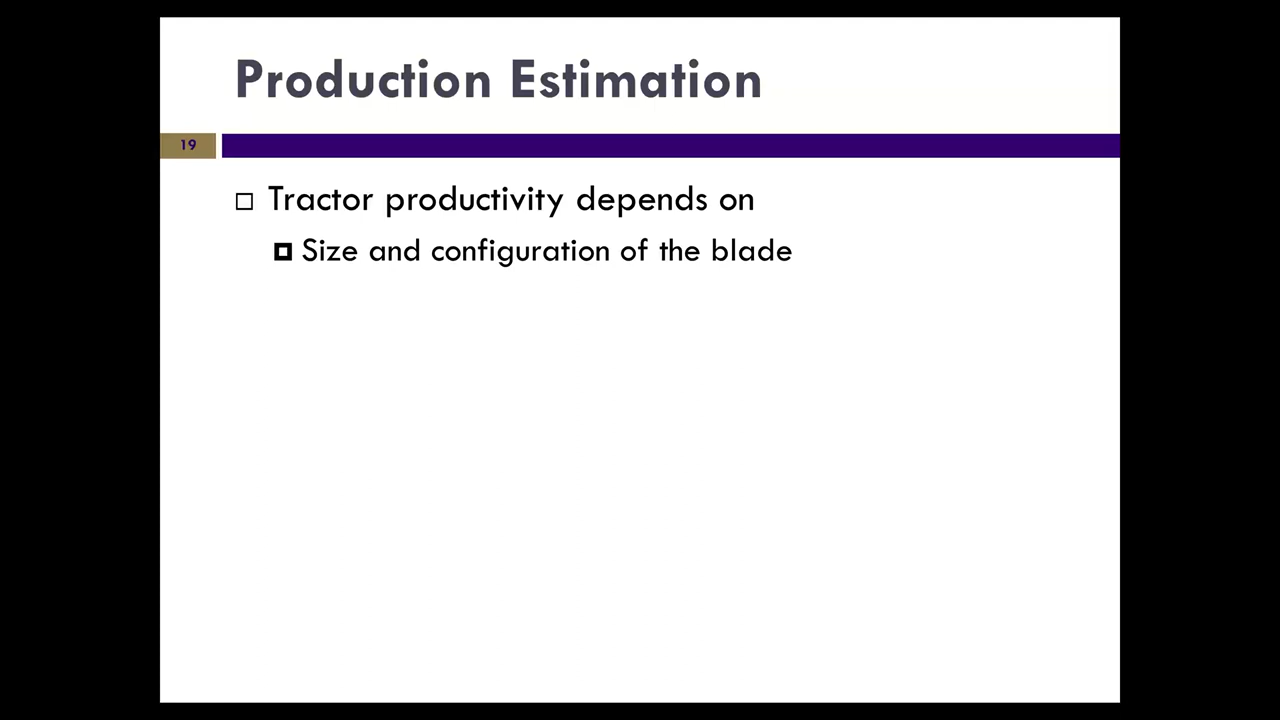 Production Estimation
19
Tractor productivity depends on
Size and configuration of the blade